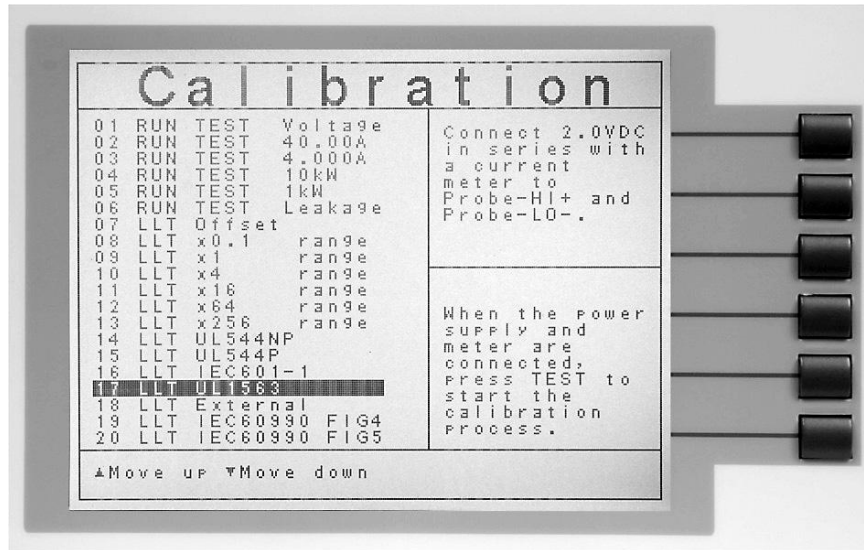 Calibration
01 RUN TEST Voltage
02 RUN TEST 40.00A
03 RUN TEST 4.000A
04 RUN TEST 10kW
05 RUN TEST 1kW
06 RUN TEST Leakage
07 LLT Offset
08 LLT x0.1 range
09 LLT x1 range
10 LLT x4 range
11 LLT x16 range
12 LLT x64 range
13 LLT x256 range
14 LLT UL544NP
15 LLT UL544P
16 LLT IEC601-1
17 LLT UL1563
18 LLT External
19 LLT IEC60990 FIG4
20 LLT IEC60990 FIG5
Connect 2.0VDC
in series with
a current
meter to
Probe-HI+ and
Probe-LO-.
When the power
supply and
meter are
connected,
press TEST to
start the
calibration
process.
▲Move up ▼Move down